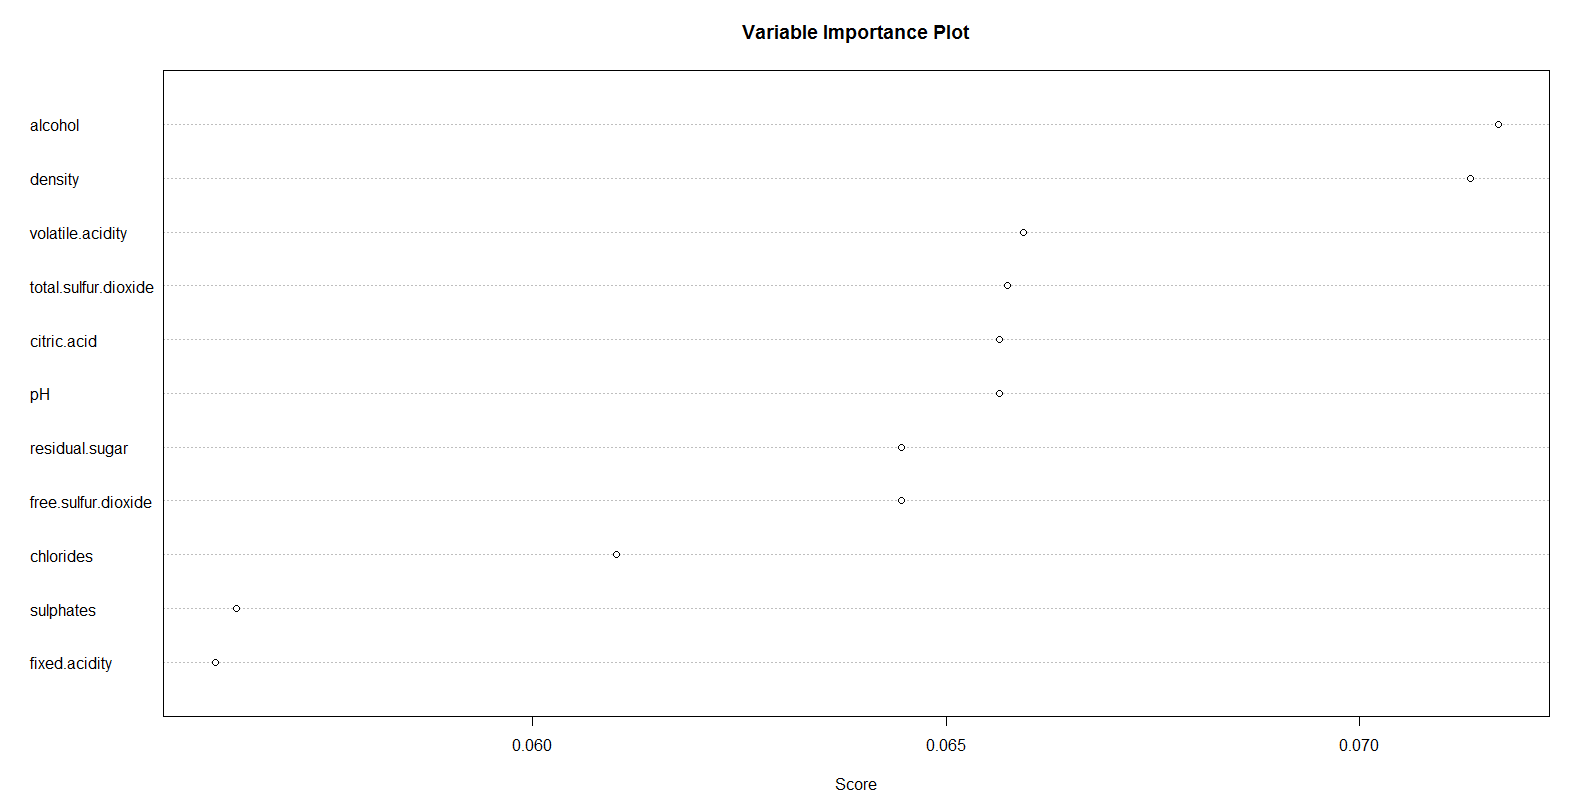 Variable Importance Plot
alcohol
density
volatile.acidity
total.sulfur.dioxide
citric.acid
pH
residual.sugar
free.sulfur.dioxide
chlorides
sulphates
fixed.acidity
0.060 0.065 0.070
Score